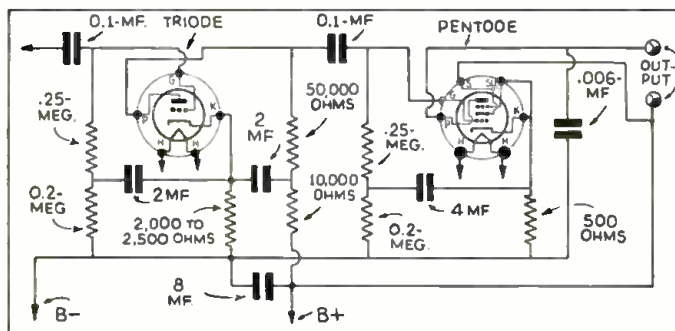 0.1-MF.
TRIODE
0.1-MF
PENTODE
OUT-
PUT
.25-
MEG.
2
MF
50,000
OHMS
.006-
MF
.25-
MEG.
G
P
K
H
H
G
P
K
H
H
0.2-
MEG
2MF
2,000 TO
2,500 OHMS
10,000
OHMS
4 MF
0.2-
MEG.
500
OHMS
8
MF.
B-
B+